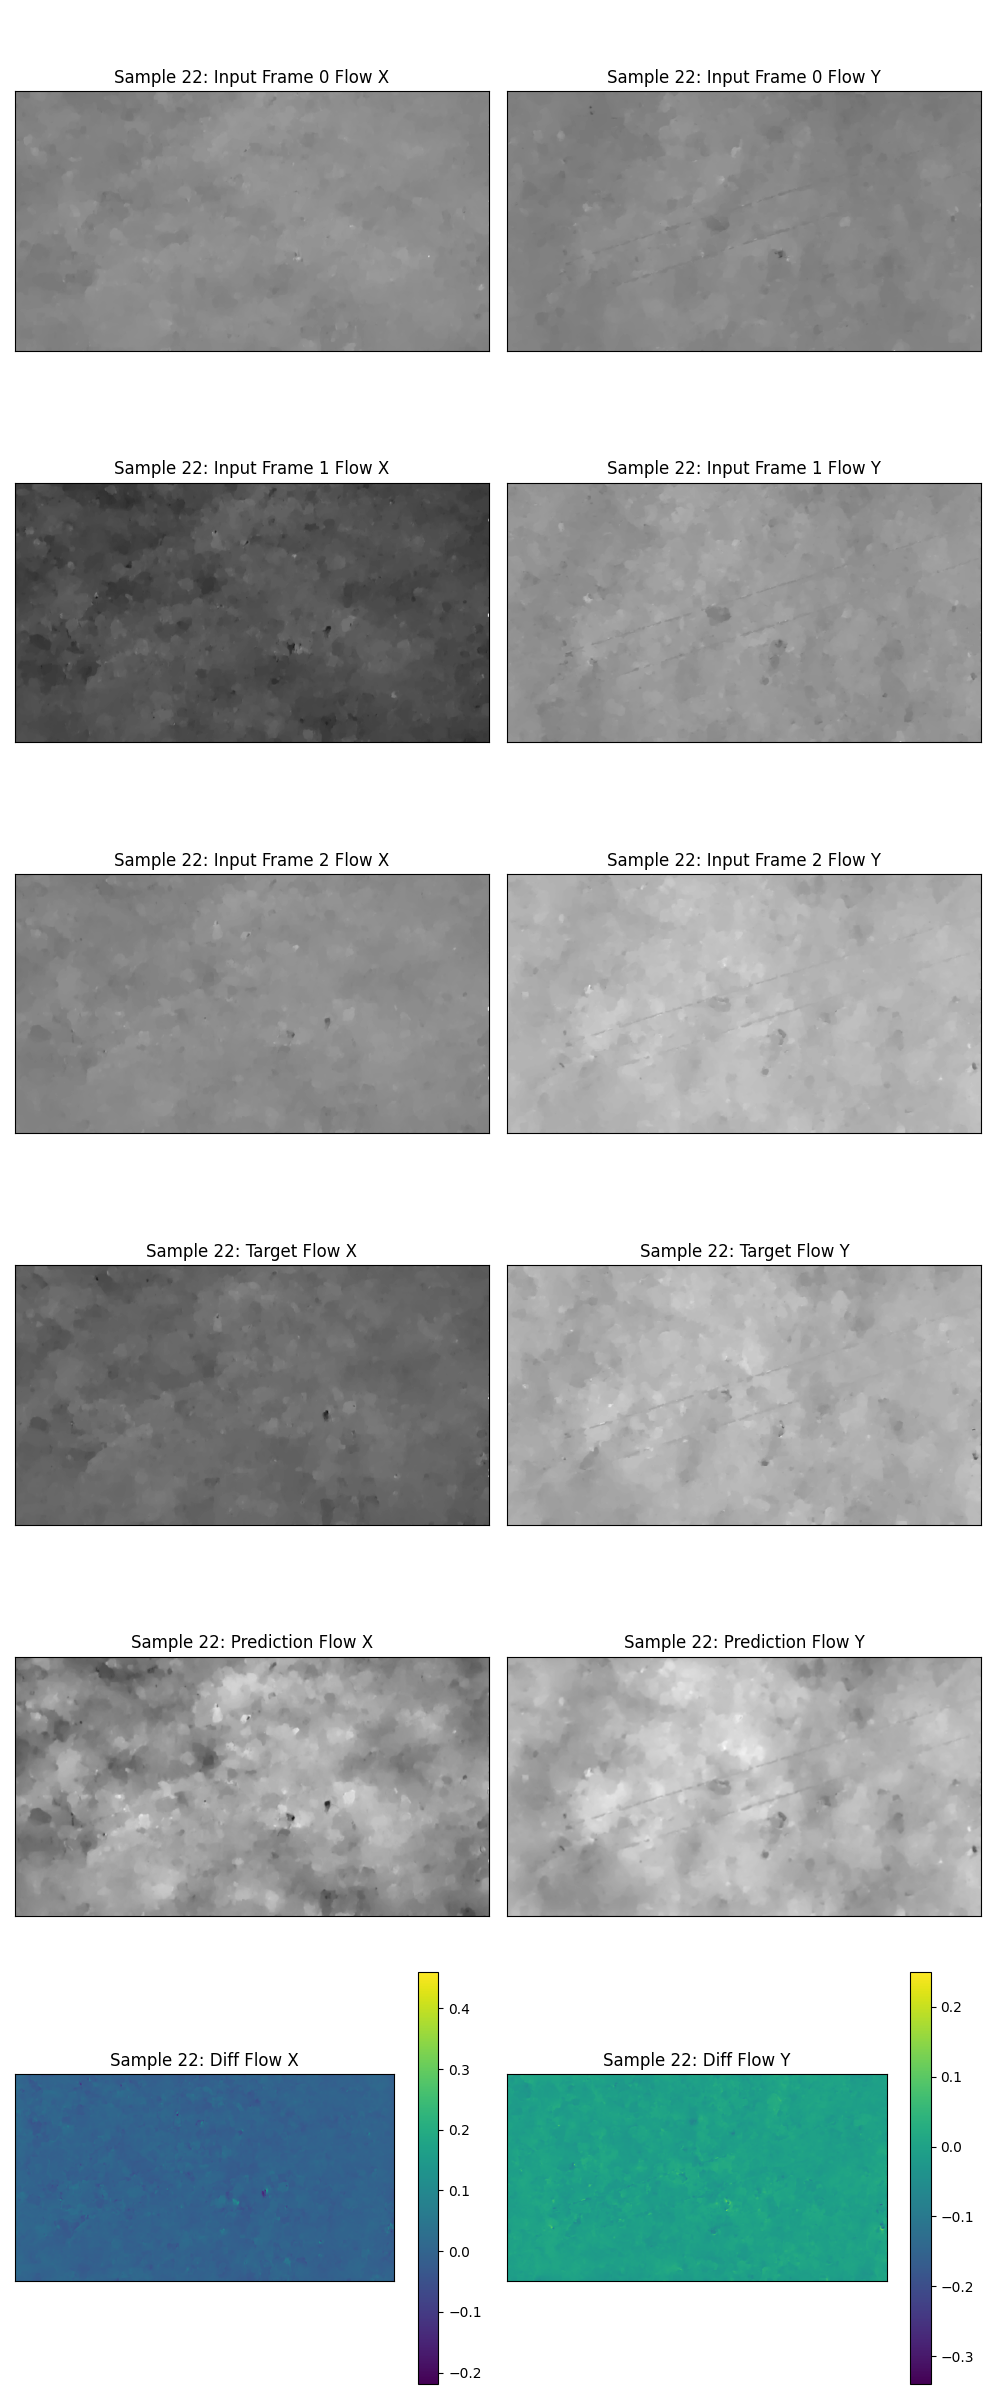 Sample 22: Input Frame 0 Flow X
Sample 22: Input Frame 0 Flow Y
Sample 22: Input Frame 1 Flow X
Sample 22: Input Frame 1 Flow Y
Sample 22: Input Frame 2 Flow X
Sample 22: Input Frame 2 Flow Y
Sample 22: Target Flow X
Sample 22: Target Flow Y
Sample 22: Prediction Flow X
Sample 22: Prediction Flow Y
Sample 22: Diff Flow X
0.4
0.3
0.2
0.1
0.0
−0.1
−0.2
Sample 22: Diff Flow Y
0.2
0.1
0.0
−0.1
−0.2
−0.3